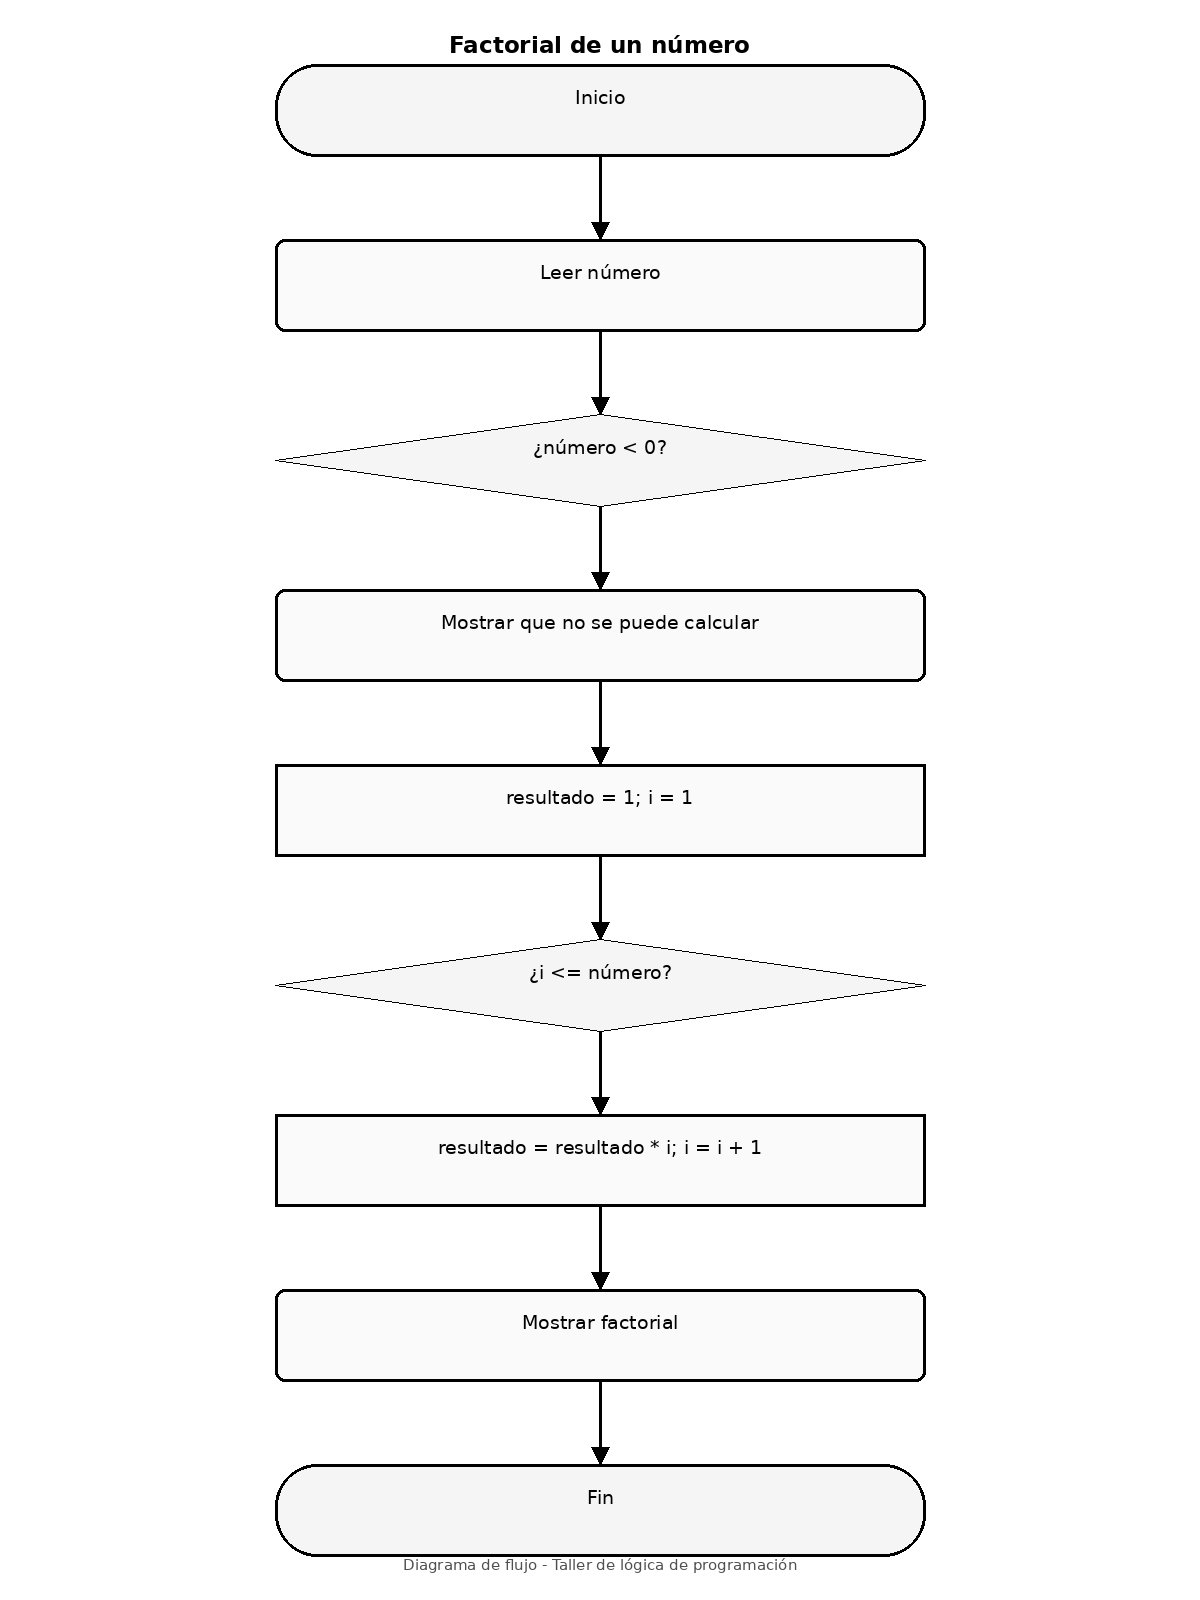 Factorial de un número
Inicio
Leer número
¿número < 0?
Mostrar que no se puede calcular
resultado = 1; i = 1
¿i <= número?
resultado = resultado * i; i = i + 1
Mostrar factorial
Fin
Diagrama de flujo - Taller de lógica de programación